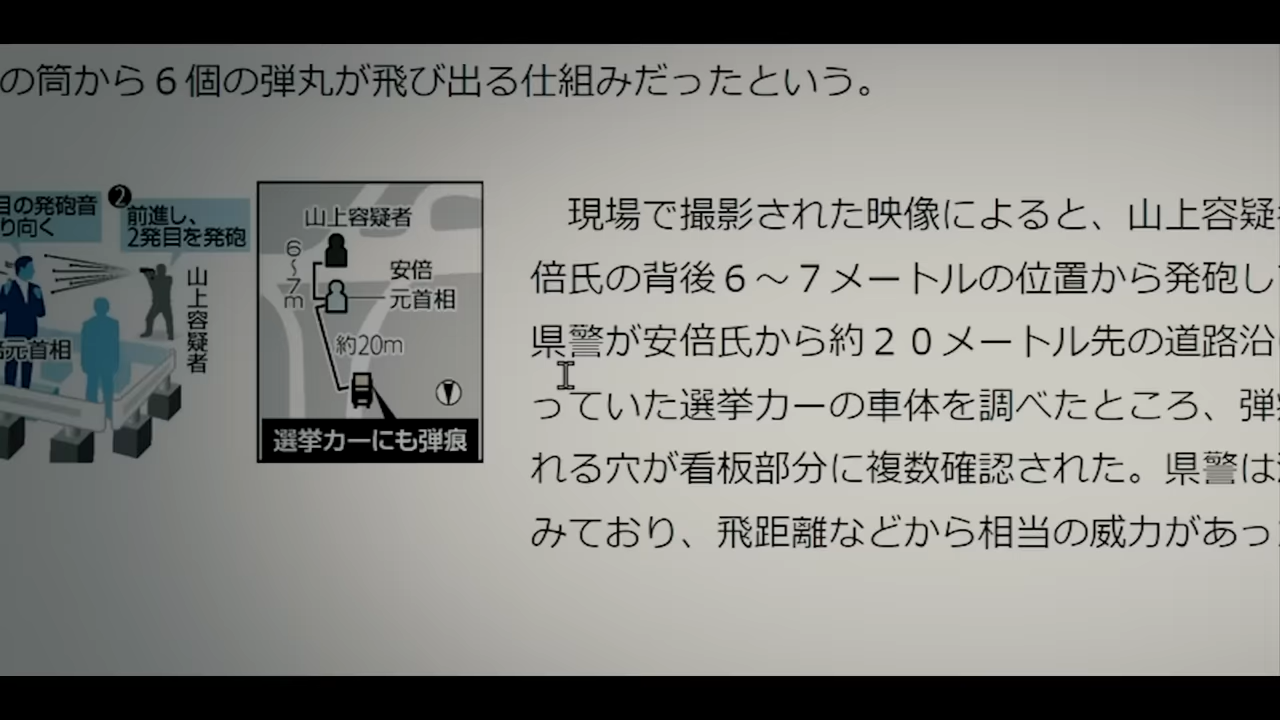 の筒から６個の弾丸が飛び出る仕組みだったという。
目の発砲音
り向く
❷
前進し、
2発目を発砲
山上容疑者
元首相
山上容疑者
6〜7m
安倍
元首相
約20m
選挙カーにも弾痕
現場で撮影された映像によると、山上容疑
倍氏の背後６〜７メートルの位置から発砲し
県警が安倍氏から約２０メートル先の道路沿
っていた選挙カーの車体を調べたところ、弾
れる穴が看板部分に複数確認された。県警は
みており、飛距離などから相当の威力があっ